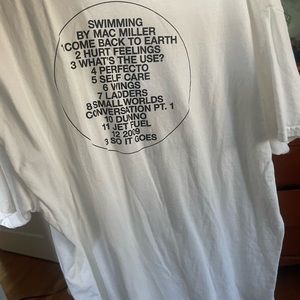 SWIMMING
BY MAC MILLER
1 COME BACK TO EARTH
2 HURT FEELINGS
3 WHAT'S THE USE?
4 PERFECTO
5 SELF CARE
6 WINGS
7 LADDERS
8 SMALL WORLDS
CONVERSATION PT. 1
10 DUNNO
11 JET FUEL
12 2009
3 SO IT GOES